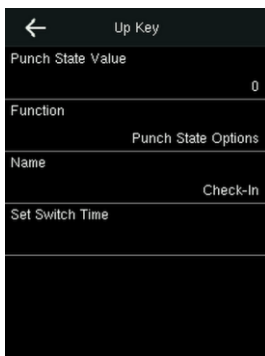 Up Key
Punch State Value
0
Function
Punch State Options
Name
Check-In
Set Switch Time